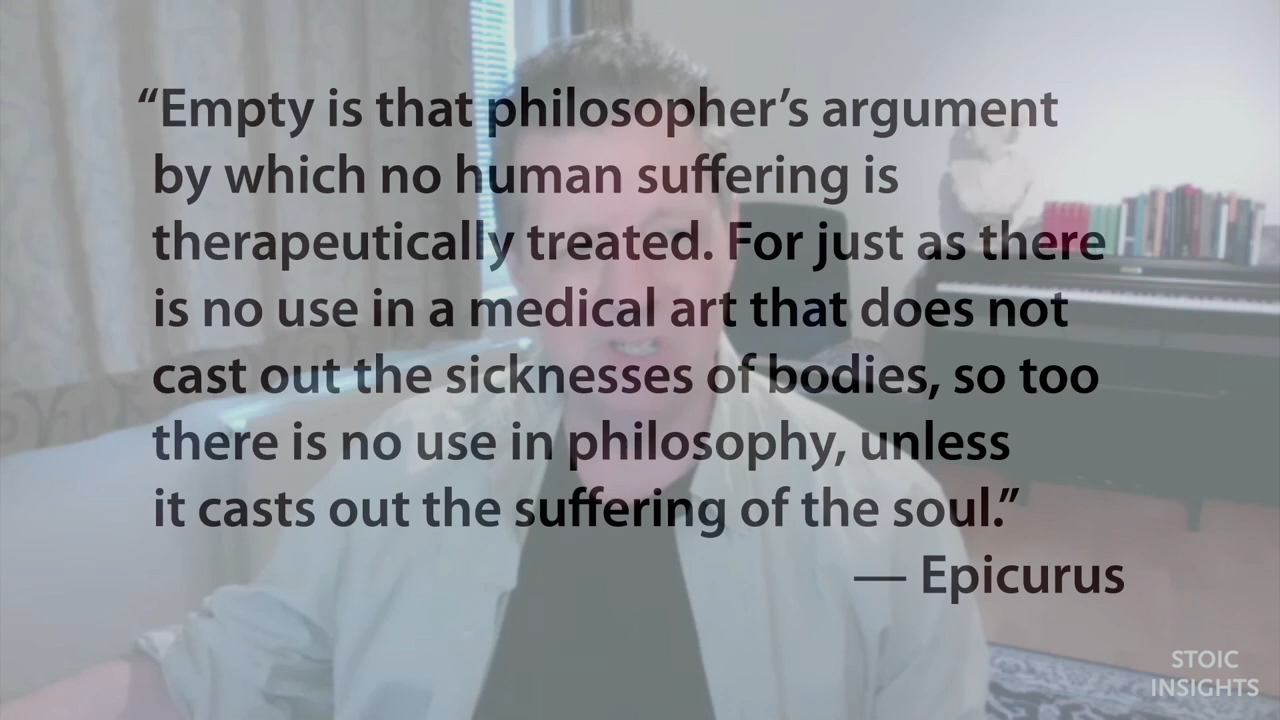 “Empty is that philosopher’s argument
by which no human suffering is
therapeutically treated. For just as there
is no use in a medical art that does not
cast out the sicknesses of bodies, so too
there is no use in philosophy, unless
it casts out the suffering of the soul.”
— Epicurus
STOIC
INSIGHTS